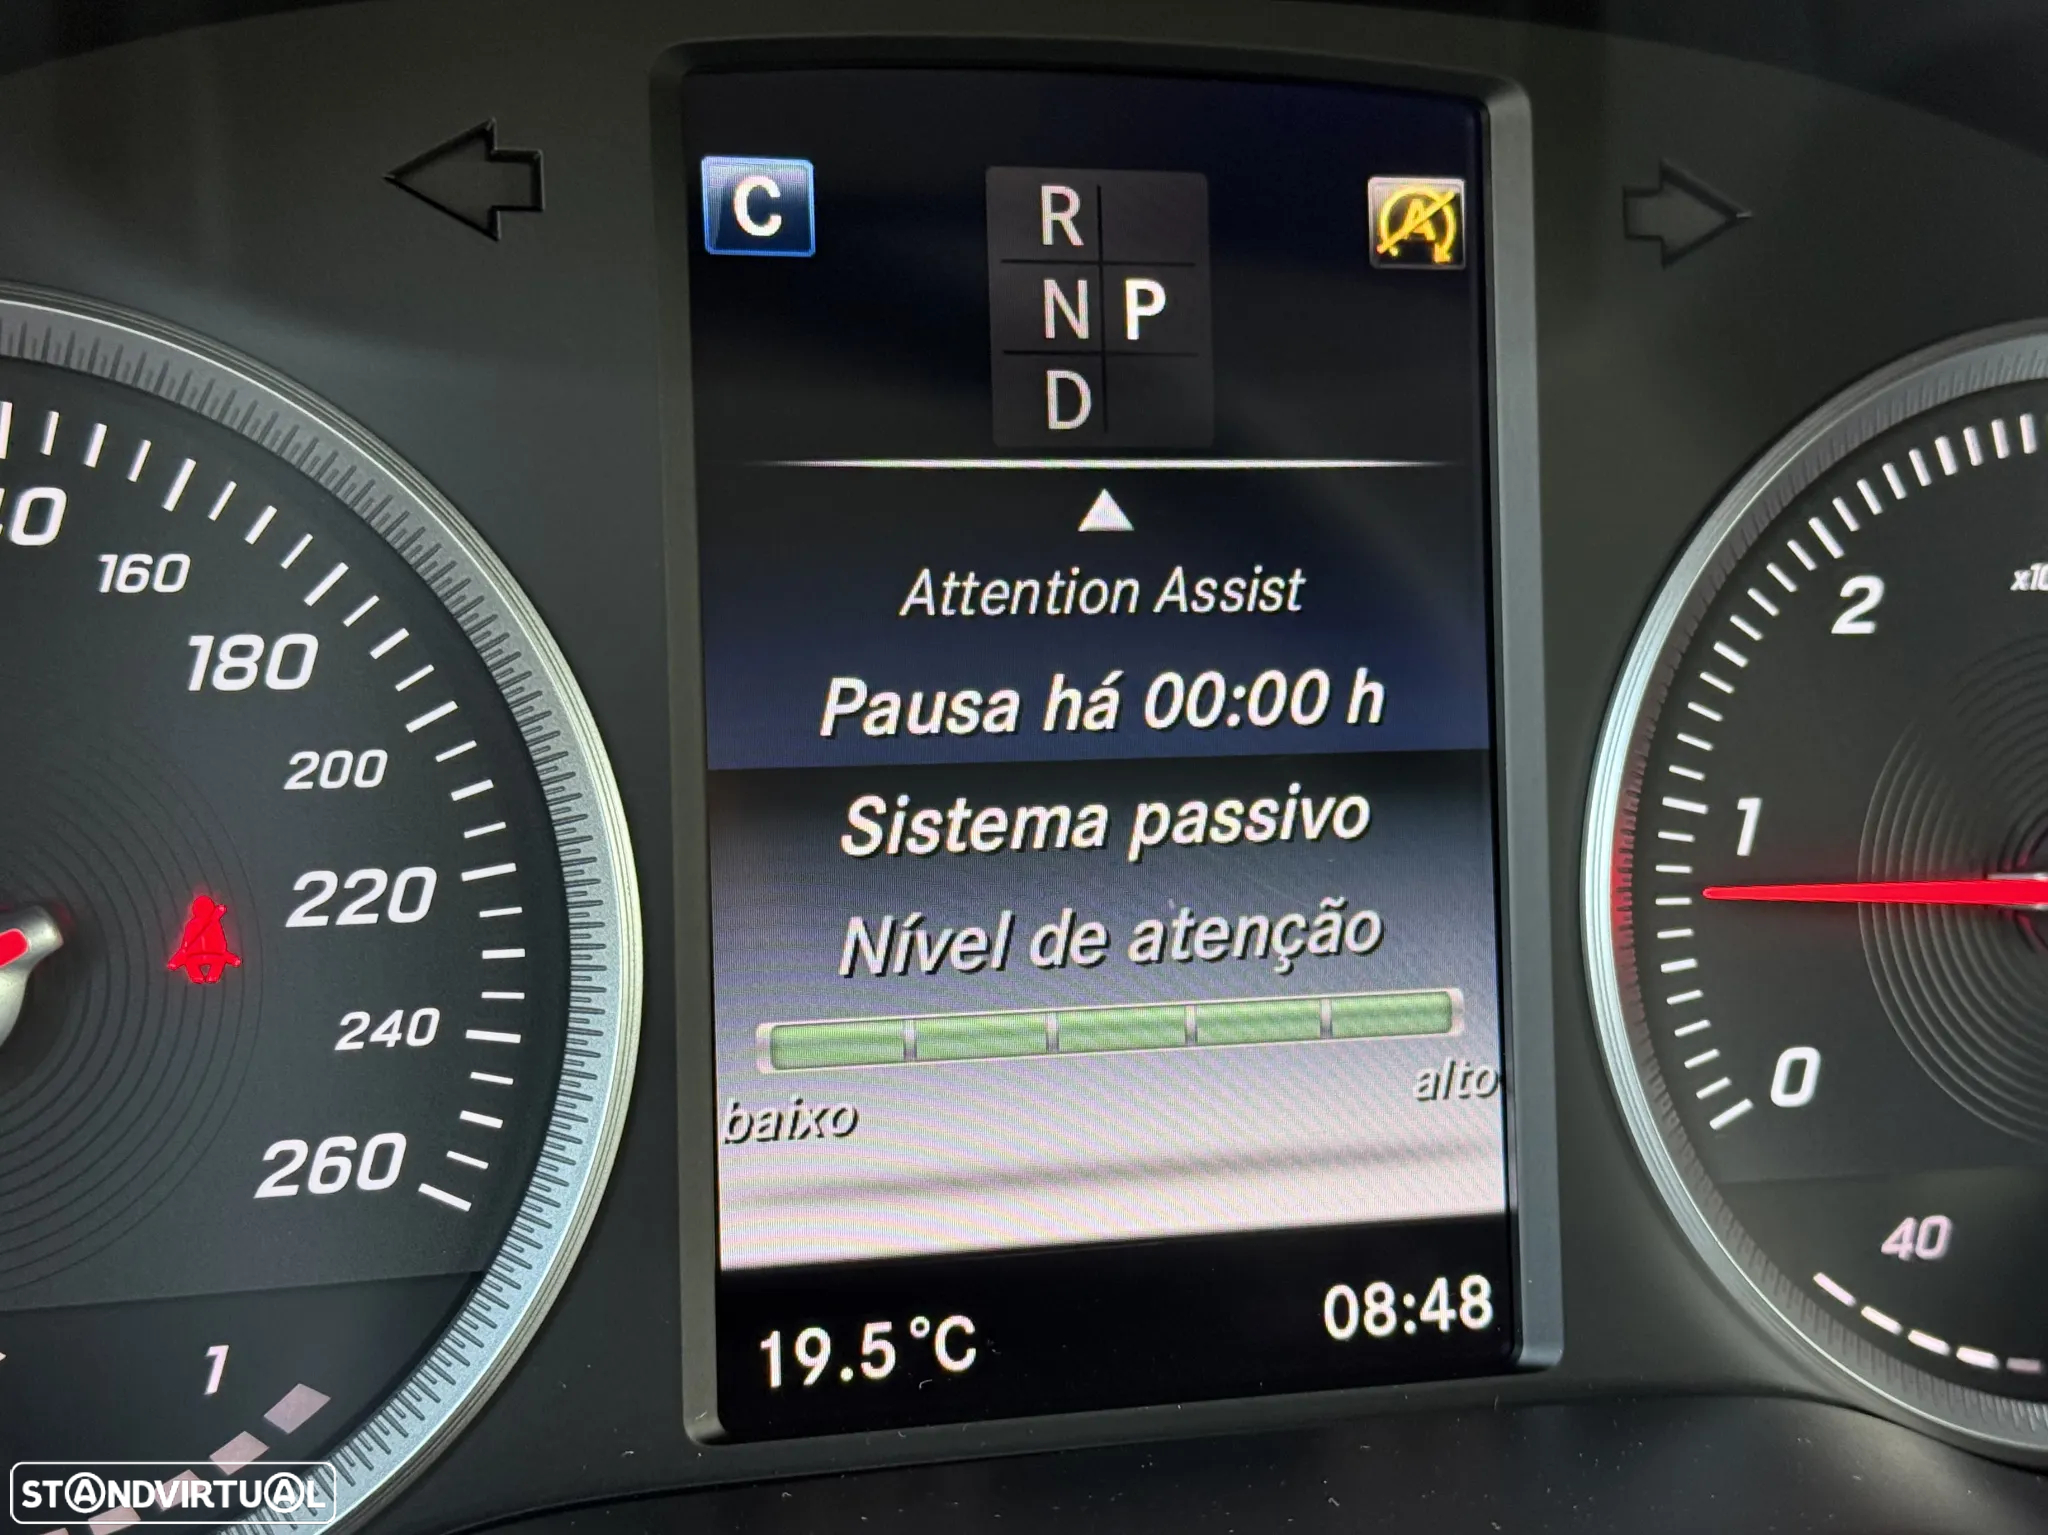 C
R
N P
D
A
Attention Assist
Pausa há 00:00 h
Sistema passivo
Nível de atenção
baixo
alto
19.5°C
08:48
160
180
200
220
240
260
1
2
1
0
40
STANDVIRTUAL